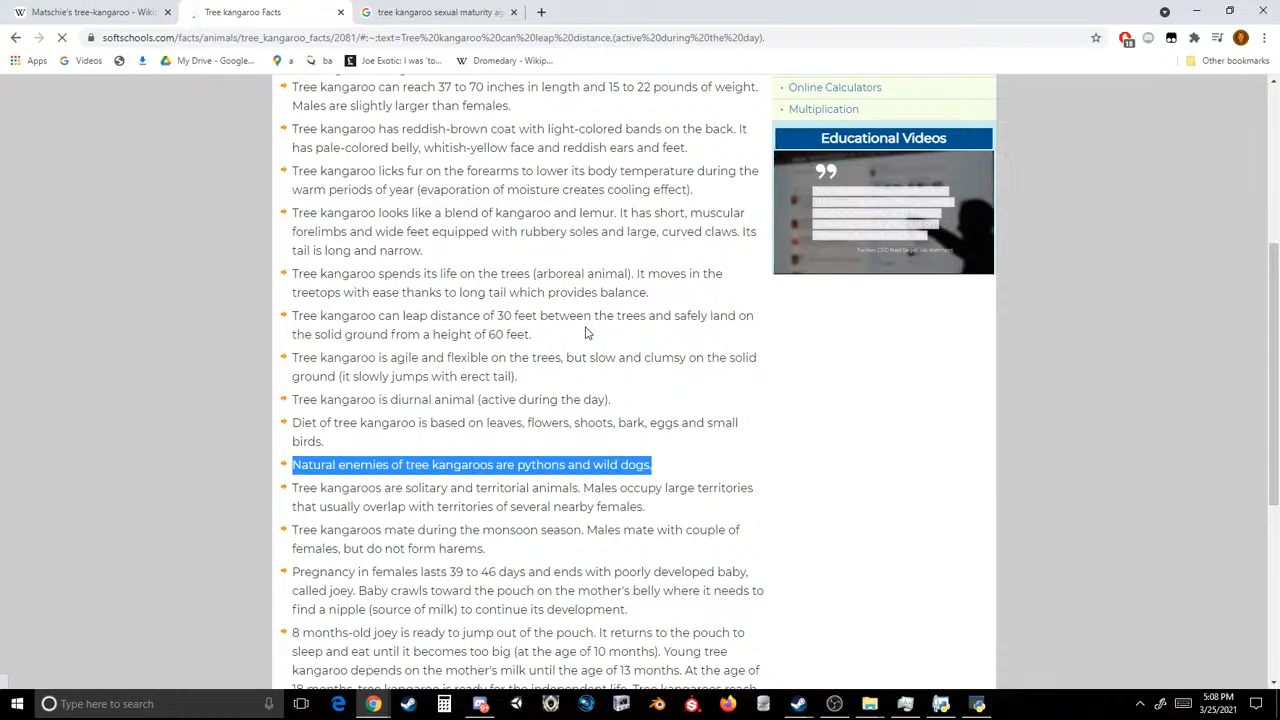 Matschie's tree-kangaroo - Wiki
Tree kangaroo Facts
tree kangaroo sexual maturity ag
softschools.com/facts/animals/tree_kangaroo_facts/2081/#:~:text=Tree%20kangaroo%20can%20leap%20distance,(active%20during%20the%20day).
18
Apps
Videos
My Drive - Google...
a
ba
Joe Exotic: I was 'to...
Dromedary - Wikip...
Other bookmarks
Tree kangaroo can reach 37 to 70 inches in length and 15 to 22 pounds of weight.
Males are slightly larger than females.
Tree kangaroo has reddish-brown coat with light-colored bands on the back. It
has pale-colored belly, whitish-yellow face and reddish ears and feet.
Tree kangaroo licks fur on the forearms to lower its body temperature during the
warm periods of year (evaporation of moisture creates cooling effect).
Tree kangaroo looks like a blend of kangaroo and lemur. It has short, muscular
forelimbs and wide feet equipped with rubbery soles and large, curved claws. Its
tail is long and narrow.
Tree kangaroo spends its life on the trees (arboreal animal). It moves in the
treetops with ease thanks to long tail which provides balance.
Tree kangaroo can leap distance of 30 feet between the trees and safely land on
the solid ground from a height of 60 feet.
Tree kangaroo is agile and flexible on the trees, but slow and clumsy on the solid
ground (it slowly jumps with erect tail).
Tree kangaroo is diurnal animal (active during the day).
Diet of tree kangaroo is based on leaves, flowers, shoots, bark, eggs and small
birds.
Natural enemies of tree kangaroos are pythons and wild dogs.
Tree kangaroos are solitary and territorial animals. Males occupy large territories
that usually overlap with territories of several nearby females.
Tree kangaroos mate during the monsoon season. Males mate with couple of
females, but do not form harems.
Pregnancy in females lasts 39 to 46 days and ends with poorly developed baby,
called joey. Baby crawls toward the pouch on the mother's belly where it needs to
find a nipple (source of milk) to continue its development.
8 months-old joey is ready to jump out of the pouch. It returns to the pouch to
sleep and eat until it becomes too big (at the age of 10 months). Young tree
kangaroo depends on the mother's milk until the age of 13 months. At the age of
18 months, tree kangaroo is ready for the independent life. Tree kangaroos reach
Online Calculators
Multiplication
Educational Videos
Type here to search
5:08 PM
3/25/2021